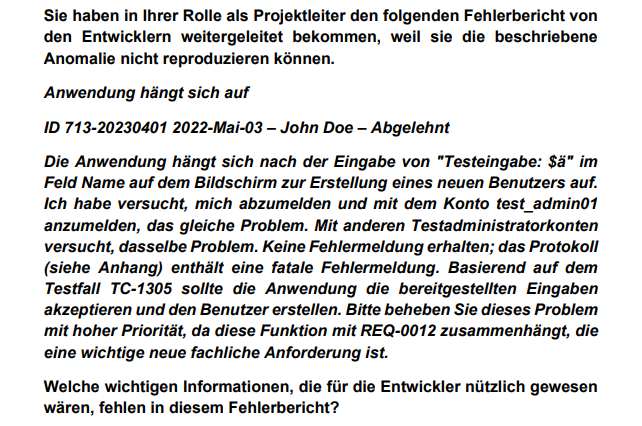 Sie haben in Ihrer Rolle als Projektleiter den folgenden Fehlerbericht von
den Entwicklern weitergeleitet bekommen, weil sie die beschriebene
Anomalie nicht reproduzieren können.
Anwendung hängt sich auf
ID 713-20230401 2022-Mai-03 – John Doe – Abgelehnt
Die Anwendung hängt sich nach der Eingabe von "Testeingabe: $ä" im
Feld Name auf dem Bildschirm zur Erstellung eines neuen Benutzers auf.
Ich habe versucht, mich abzumelden und mit dem Konto test_admin01
anzumelden, das gleiche Problem. Mit anderen Testadministratorkonten
versucht, dasselbe Problem. Keine Fehlermeldung erhalten; das Protokoll
(siehe Anhang) enthält eine fatale Fehlermeldung. Basierend auf dem
Testfall TC-1305 sollte die Anwendung die bereitgestellten Eingaben
akzeptieren und den Benutzer erstellen. Bitte beheben Sie dieses Problem
mit hoher Priorität, da diese Funktion mit REQ-0012 zusammenhängt, die
eine wichtige neue fachliche Anforderung ist.
Welche wichtigen Informationen, die für die Entwickler nützlich gewesen
wären, fehlen in diesem Fehlerbericht?